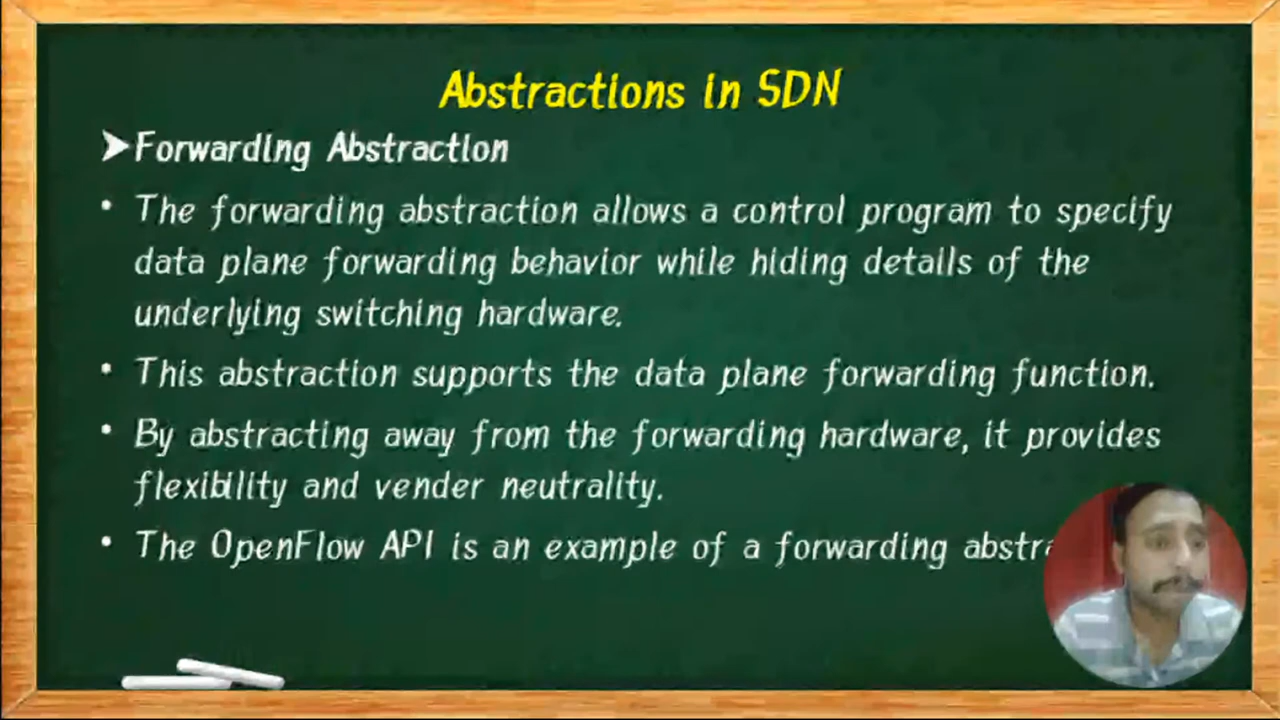 Abstractions in SDN
➤Forwarding Abstraction
• The forwarding abstraction allows a control program to specify
data plane forwarding behavior while hiding details of the
underlying switching hardware.
• This abstraction supports the data plane forwarding function.
• By abstracting away from the forwarding hardware, it provides
flexibility and vender neutrality.
• The OpenFlow API is an example of a forwarding